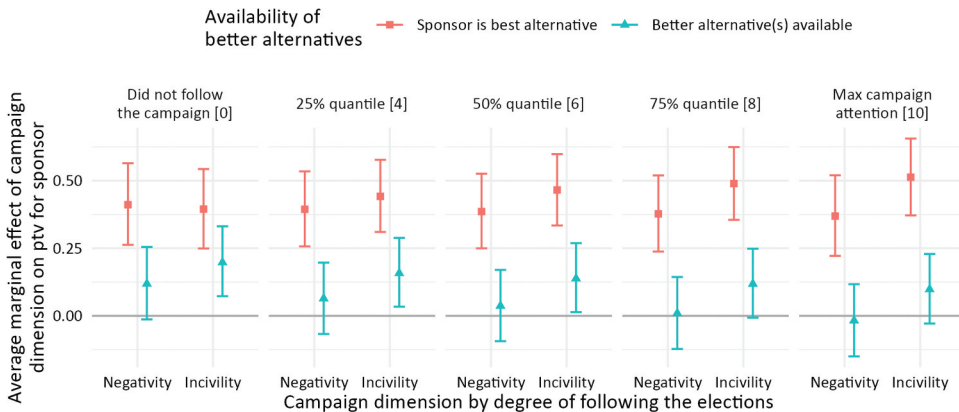 Availability of
better alternatives
Sponsor is best alternative
Better alternative(s) available
Average marginal effect of campaign
dimension on ptv for sponsor
Did not follow
the campaign [0]
25% quantile [4]
50% quantile [6]
75% quantile [8]
Max campaign
attention [10]
0.50
0.25
0.00
Negativity Incivility Negativity Incivility Negativity Incivility Negativity Incivility Negativity Incivility
Campaign dimension by degree of following the elections